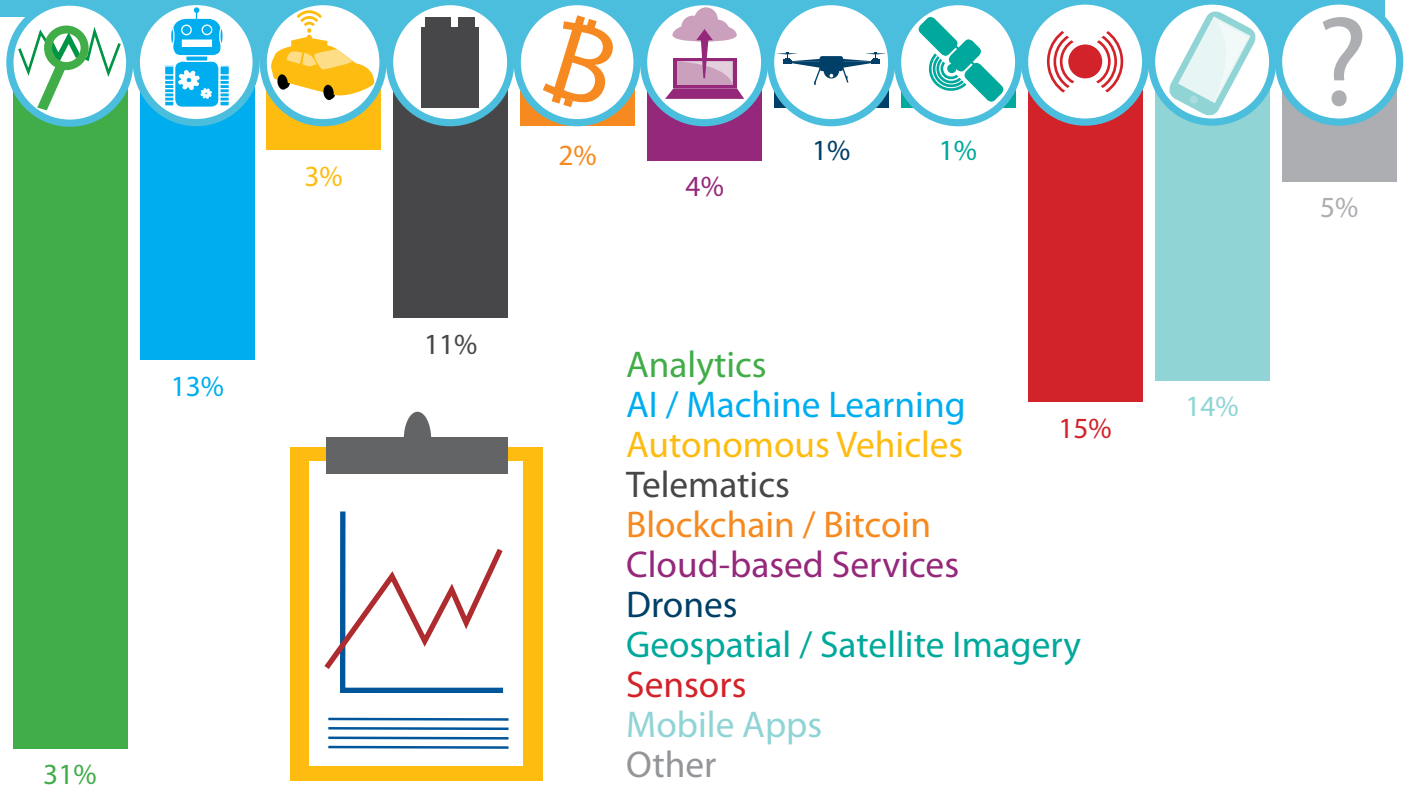 3%
2%
4%
1%
1%
5%
11%
13%
15%
14%
31%
Analytics
AI / Machine Learning
Autonomous Vehicles
Telematics
Blockchain / Bitcoin
Cloud-based Services
Drones
Geospatial / Satellite Imagery
Sensors
Mobile Apps
Other